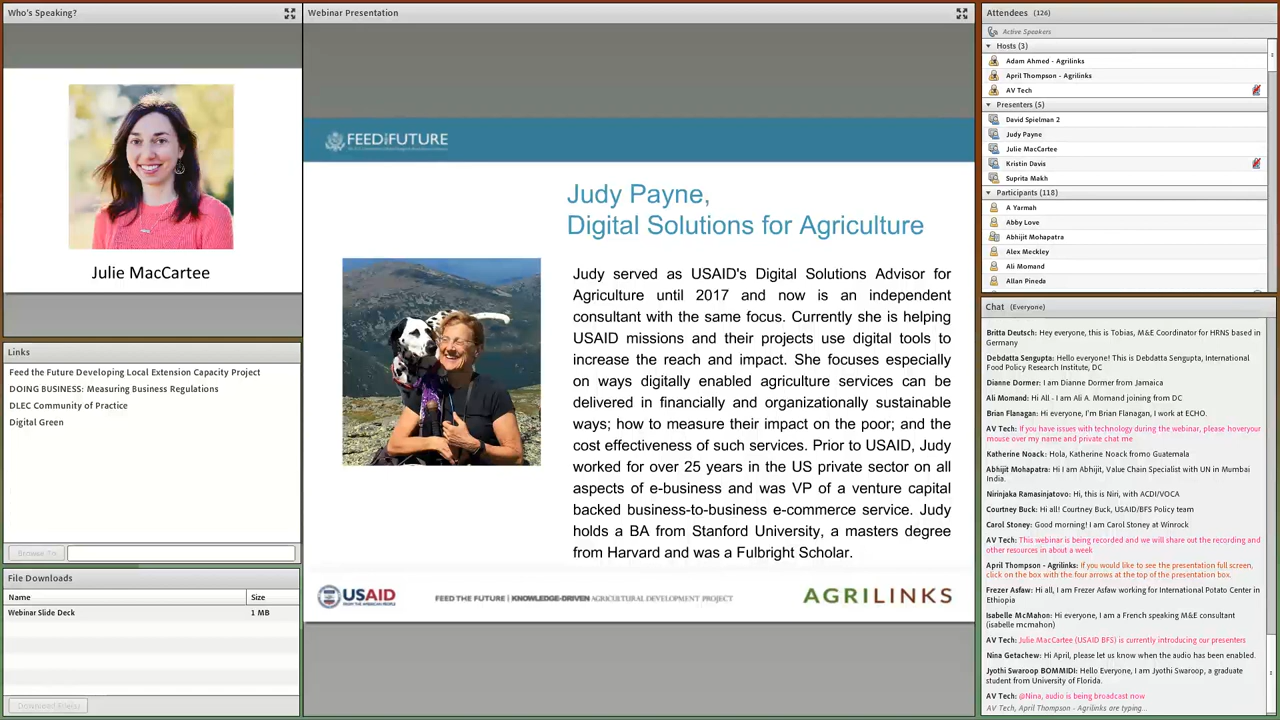 Who's Speaking?
Julie MacCartee
Links
Feed the Future Developing Local Extension Capacity Project
DOING BUSINESS: Measuring Business Regulations
DLEC Community of Practice
Digital Green
Browse To
File Downloads
Name Size
Webinar Slide Deck 1 MB
Download File(s)
Webinar Presentation
FEEDTHEFUTURE
Judy Payne,
Digital Solutions for Agriculture
Judy served as USAID's Digital Solutions Advisor for
Agriculture until 2017 and now is an independent
consultant with the same focus. Currently she is helping
USAID missions and their projects use digital tools to
increase the reach and impact. She focuses especially
on ways digitally enabled agriculture services can be
delivered in financially and organizationally sustainable
ways; how to measure their impact on the poor; and the
cost effectiveness of such services. Prior to USAID, Judy
worked for over 25 years in the US private sector on all
aspects of e-business and was VP of a venture capital
backed business-to-business e-commerce service. Judy
holds a BA from Stanford University, a masters degree
from Harvard and was a Fulbright Scholar.
USAID
FROM THE AMERICAN PEOPLE
FEED THE FUTURE | KNOWLEDGE-DRIVEN AGRICULTURAL DEVELOPMENT PROJECT
AGRILINKS
Attendees (126)
Active Speakers
Hosts (3)
Adam Ahmed - Agrilinks
April Thompson - Agrilinks
AV Tech
Presenters (5)
David Spielman 2
Judy Payne
Julie MacCartee
Kristin Davis
Suprita Makh
Participants (118)
A Yarmah
Abby Love
Abhijit Mohapatra
Alex Meckley
Ali Momand
Allan Pineda
Chat (Everyone)
Britta Deutsch: Hey everyone, this is Tobias, M&E Coordinator for HRNS based in
Germany
Debdatta Sengupta: Hello everyone! This is Debdatta Sengupta, International
Food Policy Research Institute, DC
Dianne Dormer: I am Dianne Dormer from Jamaica
Ali Momand: Hi All - I am Ali A. Momand joining from DC
Brian Flanagan: Hi everyone, I'm Brian Flanagan, I work at ECHO.
AV Tech: If you have issues with technology during the webinar, please hoveryour
mouse over my name and private chat me
Katherine Noack: Hola, Katherine Noack fromo Guatemala
Abhijit Mohapatra: Hi I am Abhijit, Value Chain Specialist with UN in Mumbai
India.
Nirinjaka Ramasinjatovo: Hi, this is Niri, with ACDI/VOCA
Courtney Buck: Hi all! Courtney Buck, USAID/BFS Policy team
Carol Stoney: Good morning! I am Carol Stoney at Winrock
AV Tech: This webinar is being recorded and we will share out the recording and
other resources in about a week
April Thompson - Agrilinks: If you would like to see the presentation full screen,
click on the box with the four arrows at the top of the presentation box.
Frezer Asfaw: Hi all, I am Frezer Asfaw working for International Potato Center in
Ethiopia
Isabelle McMahon: Hi everyone, I am a French speaking M&E consultant
(isabelle mcmahon)
AV Tech: Julie MacCartee (USAID BFS) is currently introducing our presenters
Nina Getachew: Hi April, please let us know when the audio has been enabled.
Jyothi Swaroop BOMMIDI: Hello Everyone, I am Jyothi Swaroop, a graduate
student from University of Florida.
AV Tech: @Nina, audio is being broadcast now
AV Tech, April Thompson - Agrilinks are typing...